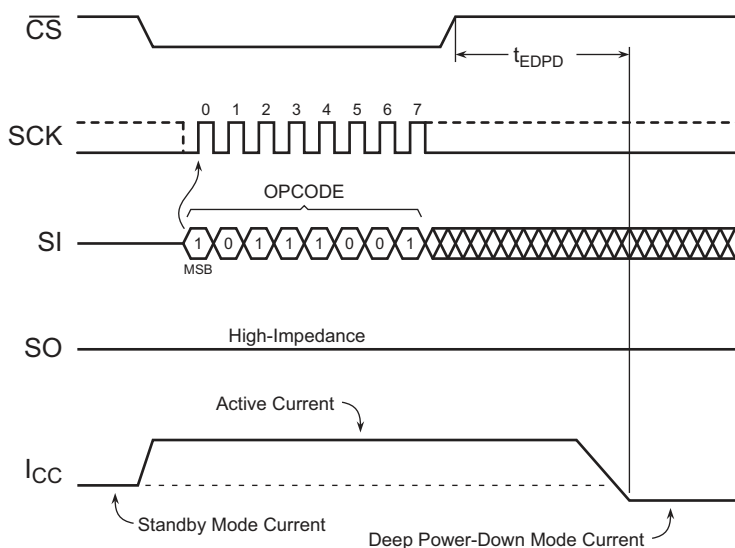 CS
tEDPD
0 1 2 3 4 5 6 7
SCK
OPCODE
SI
1 0 1 1 1 0 0 1
MSB
SO
High-Impedance
Active Current
ICC
Standby Mode Current
Deep Power-Down Mode Current